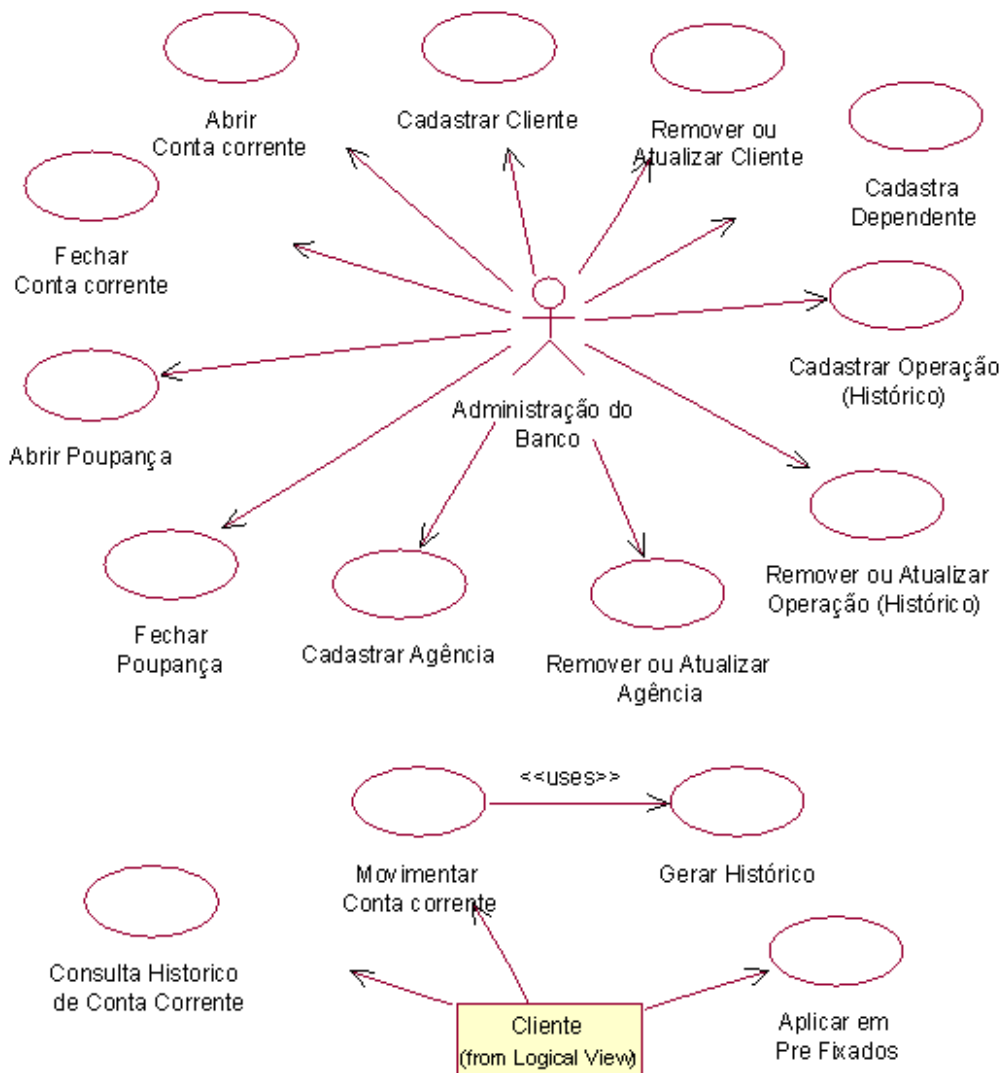 Abrir
Conta corrente
Cadastrar Cliente
Remover ou
Atualizar Cliente
Cadastra
Dependente
Fechar
Conta corrente
Cadastrar Operação
(Histórico)
Administração do
Banco
Abrir Poupança
Remover ou Atualizar
Operação (Histórico)
Fechar
Poupança
Cadastrar Agência
Remover ou Atualizar
Agência
<<uses>>
Movimentar
Conta corrente
Gerar Histórico
Consulta Historico
de Conta Corrente
Cliente
(from Logical View)
Aplicar em
Pre Fixados